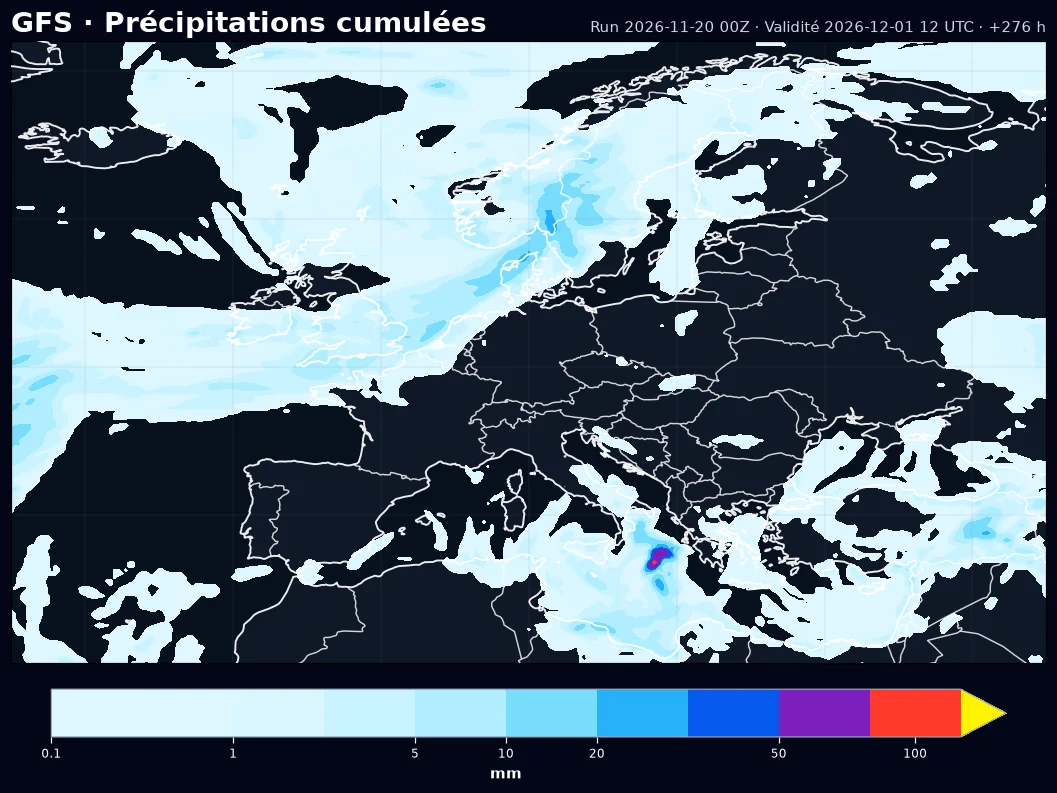 GFS · Précipitations cumulées
Run 2026-11-20 00Z · Validité 2026-12-01 12 UTC · +276 h
0.1 1 5 10 20 50 100
mm